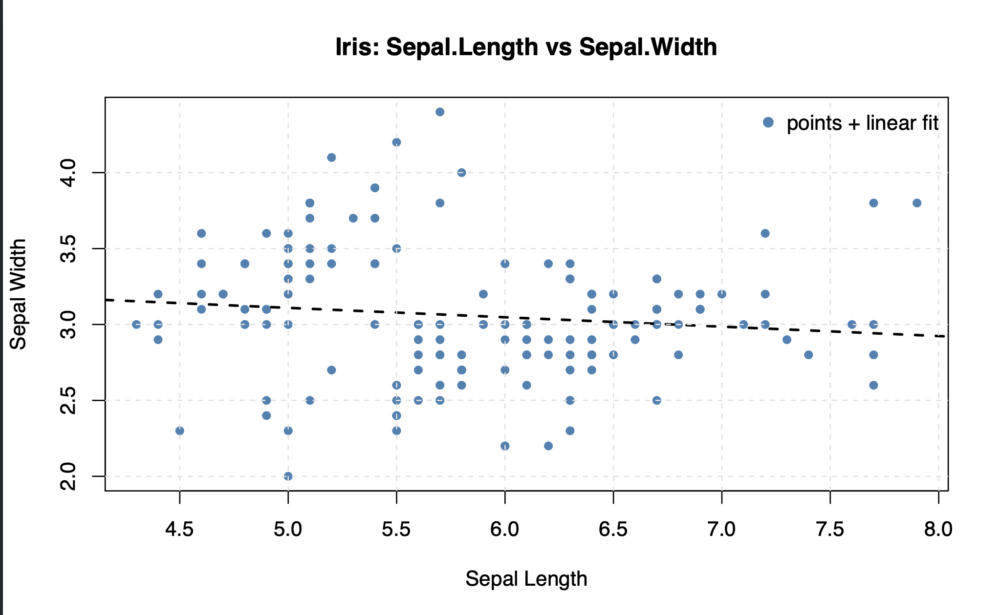 Iris: Sepal.Length vs Sepal.Width
points + linear fit
Sepal Width
4.0
3.5
3.0
2.5
2.0
4.5 5.0 5.5 6.0 6.5 7.0 7.5 8.0
Sepal Length